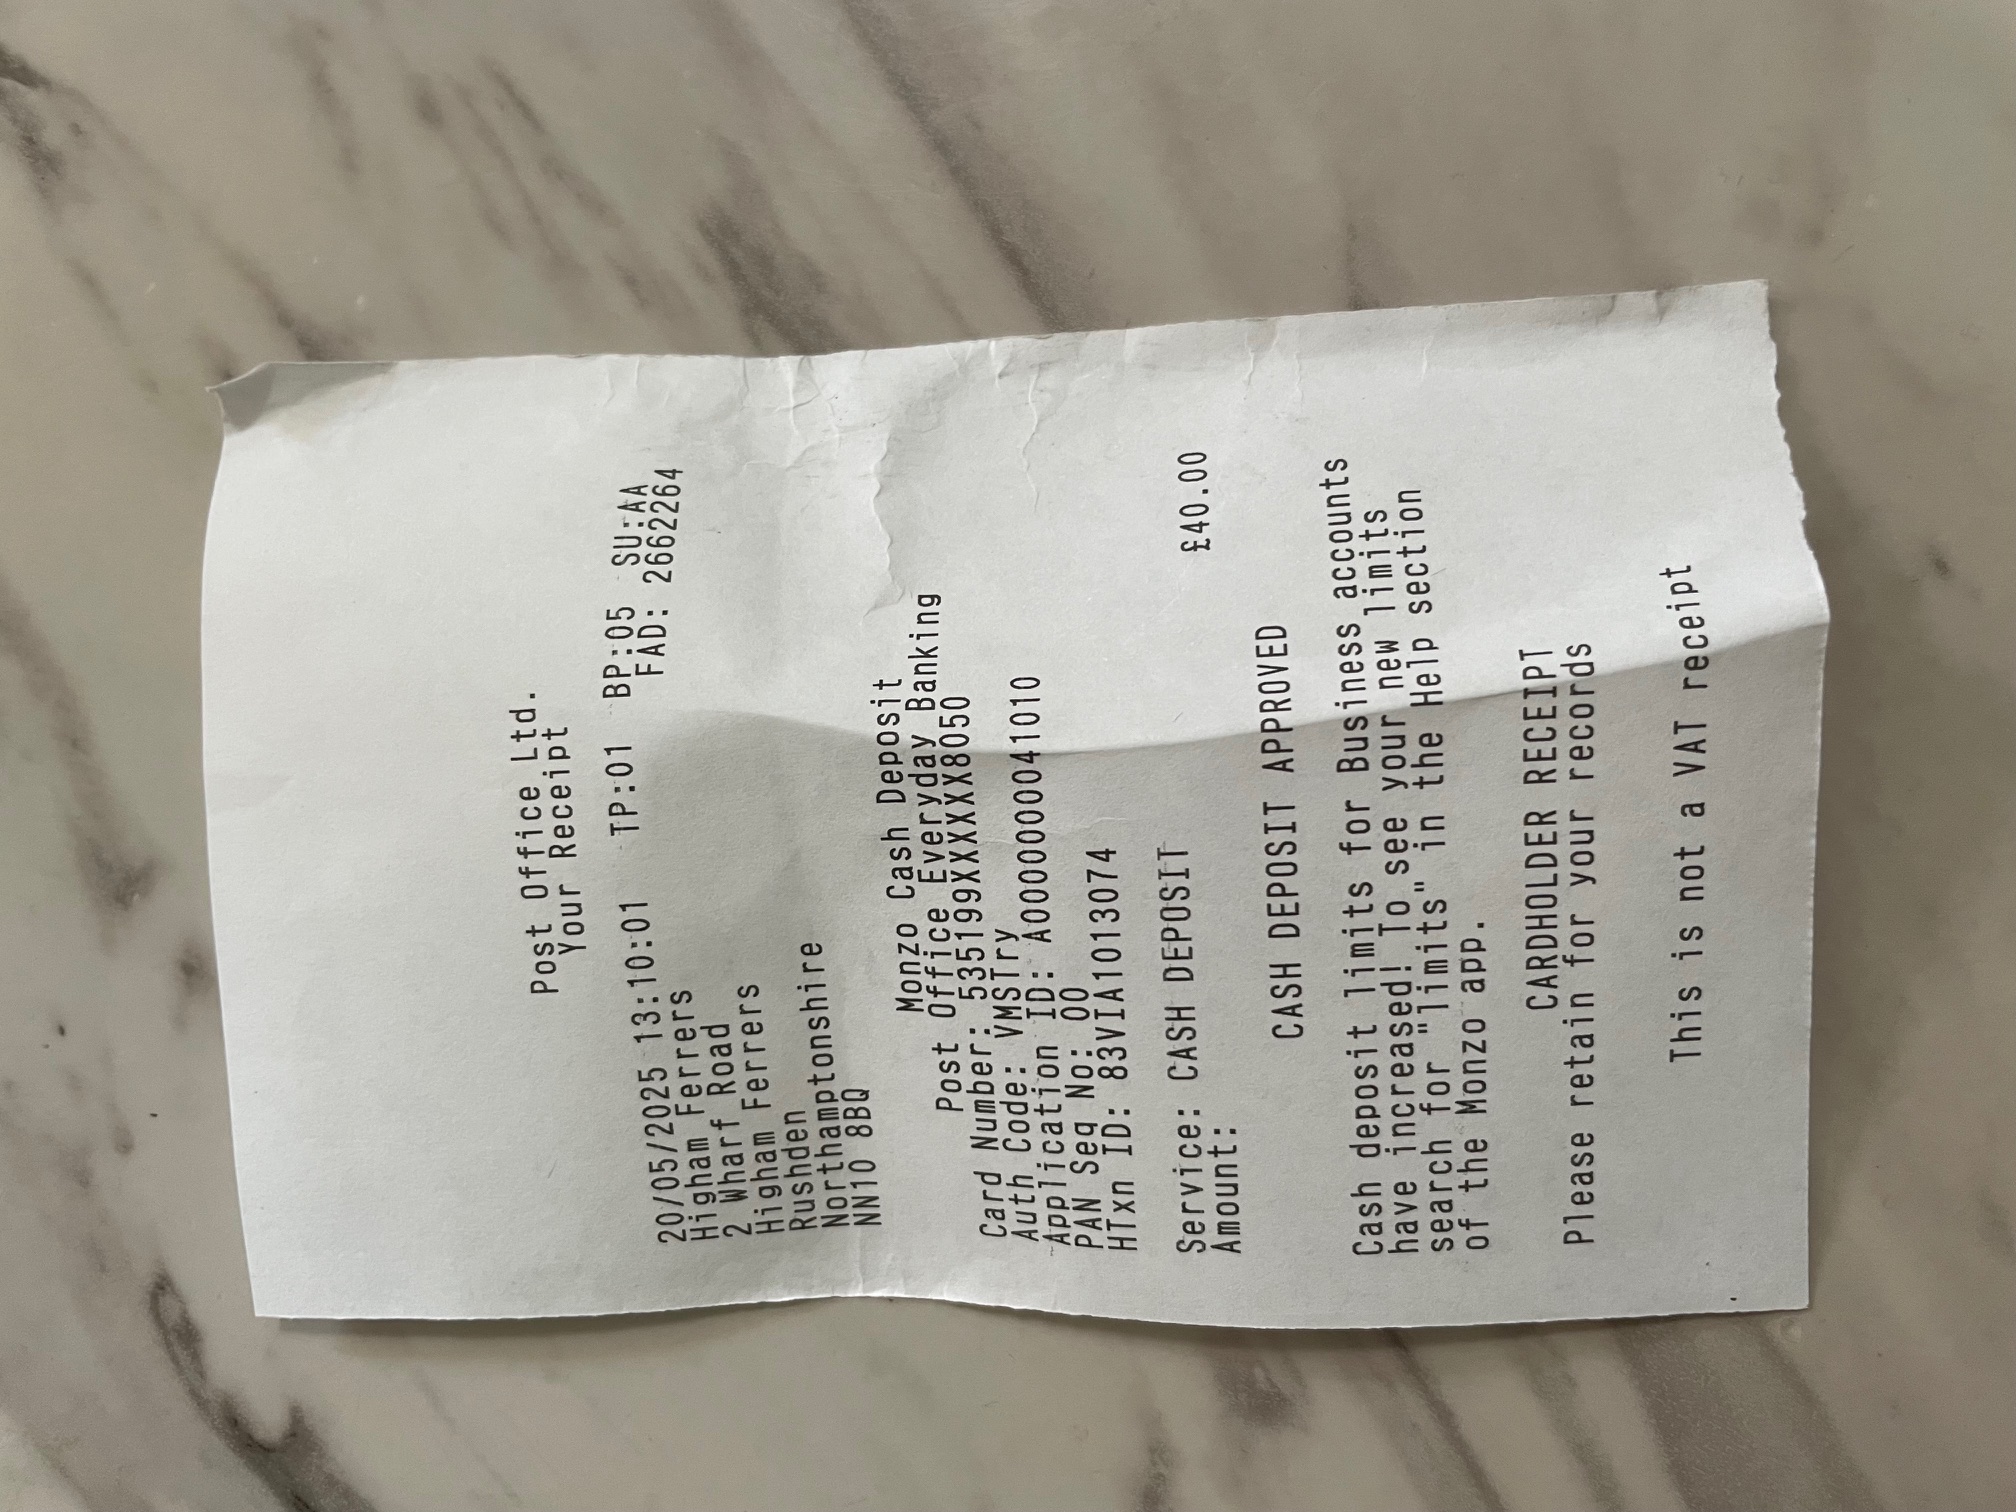 Post Office Ltd.
Your Receipt
20/05/2025 13:10:01 TP:01 BP:05 SU:AA
Higham Ferrers FAD: 2662264
2 Wharf Road
Higham Ferrers
Rushden
Northamptonshire
NN10 8BQ
Monzo Cash Deposit
Post Office Everyday Banking
Card Number: 535199XXXXXX8050
Auth Code: VMSTry
Application ID: A0000000041010
PAN Seq No: 00
HTxn ID: 83VIA1013074
Service: CASH DEPOSIT
Amount: £40.00
CASH DEPOSIT APPROVED
Cash deposit limits for Business accounts
have increased! To see your new limits
search for "limits" in the Help section
of the Monzo app.
CARDHOLDER RECEIPT
Please retain for your records
This is not a VAT receipt